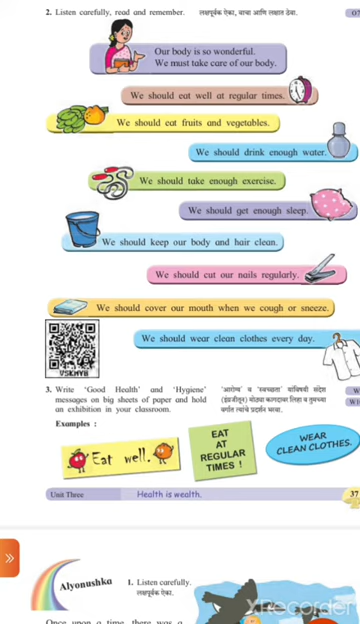 2. Listen carefully, read and remember. लक्षपूर्वक ऐका, वाचा आणि लक्षात ठेवा.
Our body is so wonderful.
We must take care of our body.
We should eat well at regular times.
We should eat fruits and vegetables.
We should drink enough water.
We should take enough exercise.
We should get enough sleep.
We should keep our body and hair clean.
We should cut our nails regularly.
We should cover our mouth when we cough or sneeze.
We should wear clean clothes every day.
3. Write ‘Good Health’ and ‘Hygiene’
messages on big sheets of paper and hold
an exhibition in your classroom.
'आरोग्य' व 'स्वच्छता' यांविषयी संदेश
(इंग्रजीतून) मोठ्या कागदावर लिहा व तुमच्या
वर्गात त्यांचे प्रदर्शन भरवा.
Examples :
Eat well.
EAT
AT
REGULAR
TIMES !
WEAR
CLEAN CLOTHES.
Unit Three
Health is wealth.
37
Alyonushka
1. Listen carefully.
लक्षपूर्वक ऐका.
Once upon a time, there was a
XRecorder